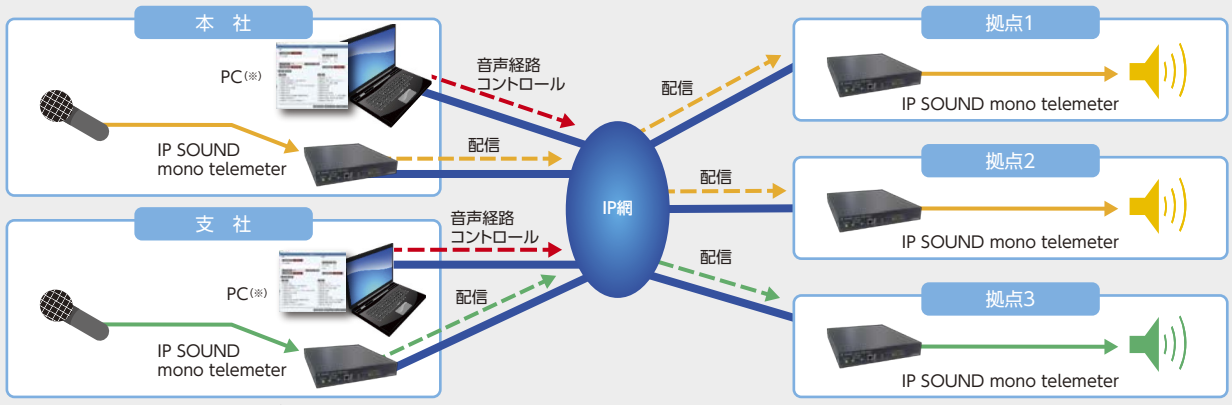 本 社
PC(※)
音声経路
コントロール
IP SOUND
mono telemeter
配信
支 社
PC(※)
音声経路
コントロール
IP SOUND
mono telemeter
配信
IP網
配信
配信
配信
拠点1
IP SOUND mono telemeter
拠点2
IP SOUND mono telemeter
拠点3
IP SOUND mono telemeter